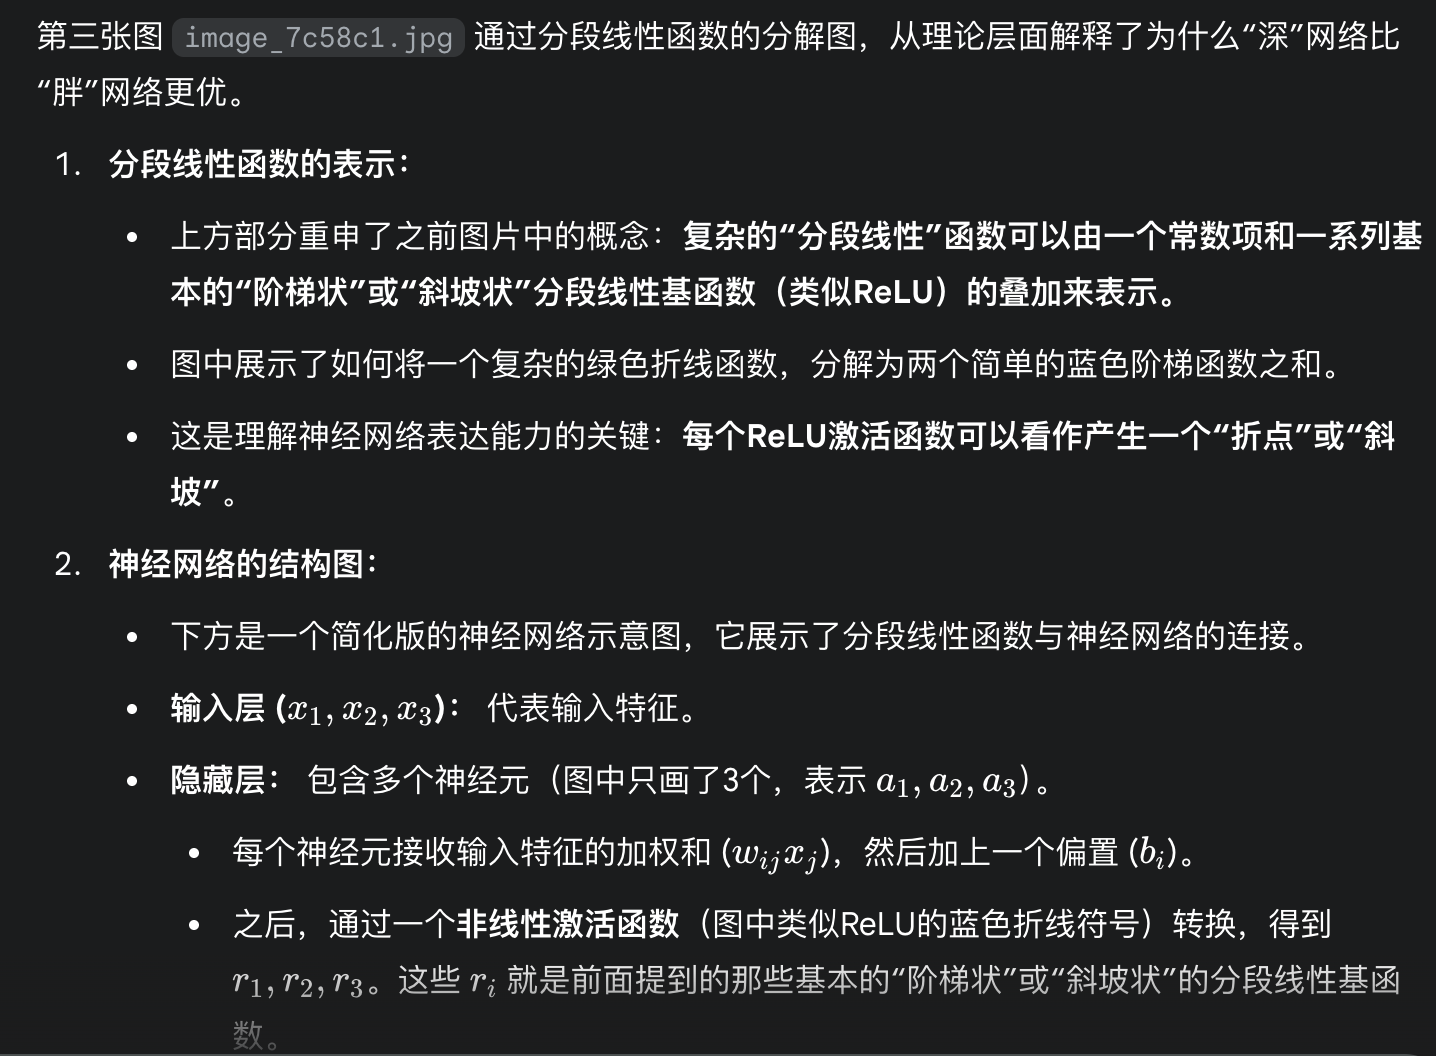 第三张图 image_7c58c1.jpg 通过分段线性函数的分解图，从理论层面解释了为什么“深”网络比
“胖”网络更优。
1. 分段线性函数的表示：
• 上方部分重申了之前图片中的概念：复杂的“分段线性”函数可以由一个常数项和一系列基
本的“阶梯状”或“斜坡状”分段线性基函数（类似ReLU）的叠加来表示。
• 图中展示了如何将一个复杂的绿色折线函数，分解为两个简单的蓝色阶梯函数之和。
• 这是理解神经网络表达能力的关键：每个ReLU激活函数可以看作产生一个“折点”或“斜
坡”。
2. 神经网络的结构图：
• 下方是一个简化版的神经网络示意图，它展示了分段线性函数与神经网络的连接。
• 输入层 (x₁, x₂, x₃)： 代表输入特征。
• 隐藏层： 包含多个神经元（图中只画了3个，表示 a₁, a₂, a₃）。
• 每个神经元接收输入特征的加权和 (wᵢⱼxⱼ)，然后加上一个偏置 (bᵢ)。
• 之后，通过一个非线性激活函数（图中类似ReLU的蓝色折线符号）转换，得到
r₁, r₂, r₃。这些 rᵢ 就是前面提到的那些基本的“阶梯状”或“斜坡状”的分段线性基函
数。